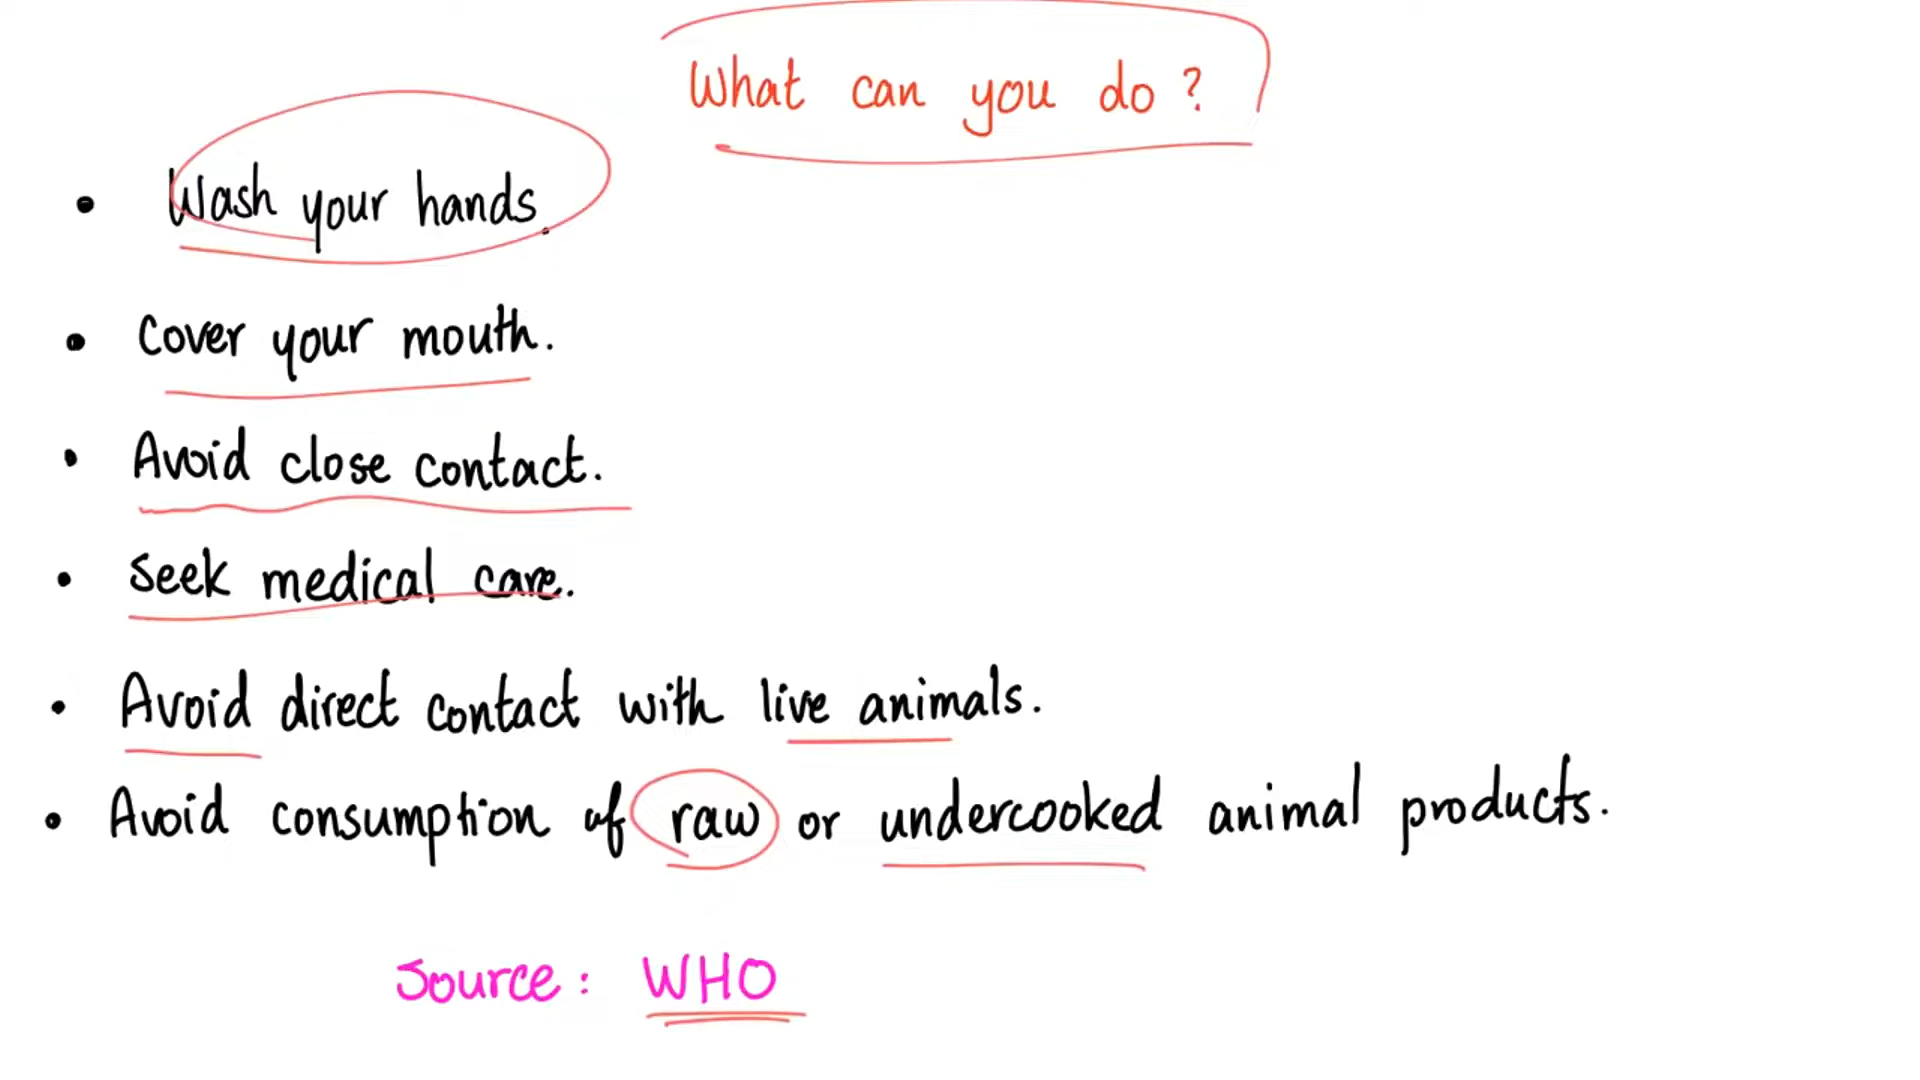 What can you do?
• Wash your hands.
• Cover your mouth.
• Avoid close contact.
• Seek medical care.
• Avoid direct contact with live animals.
• Avoid consumption of raw or undercooked animal products.
Source: WHO